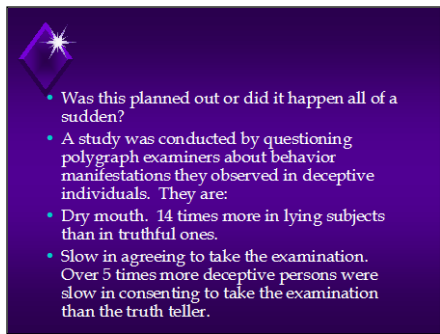 • Was this planned out or did it happen all of a
sudden?
• A study was conducted by questioning
polygraph examiners about behavior
manifestations they observed in deceptive
individuals.  They are:
• Dry mouth.  14 times more in lying subjects
than in truthful ones.
• Slow in agreeing to take the examination.
Over 5 times more deceptive persons were
slow in consenting to take the examination
than the truth teller.